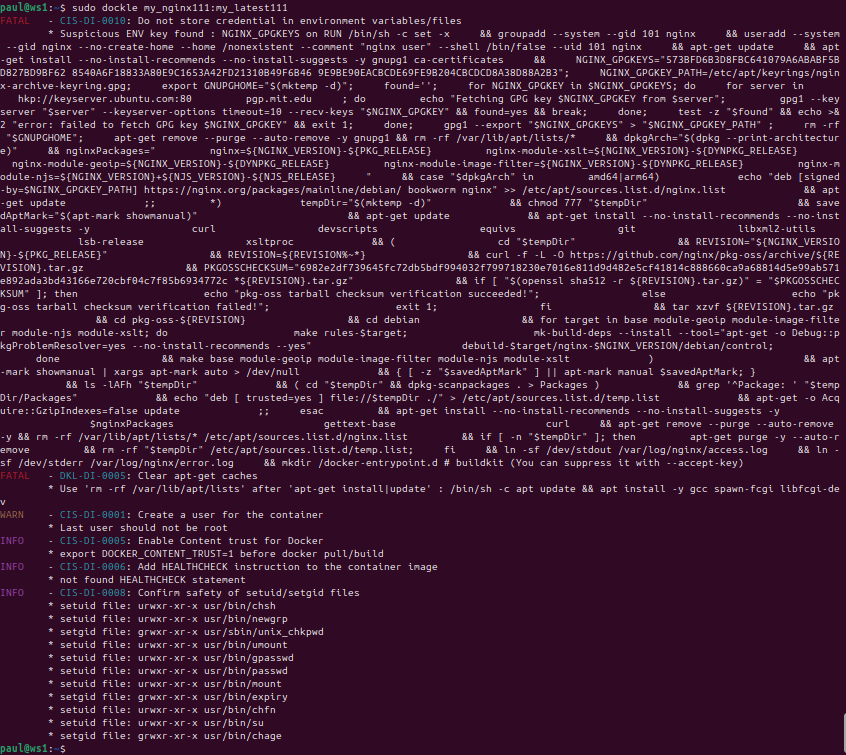 paul@ws1:~$ sudo dockle my_nginx111:my_latest111
FATAL - CIS-DI-0010: Do not store credential in environment variables/files
* Suspicious ENV key found : NGINX_GPGKEYS on RUN /bin/sh -c set -x && groupadd --system --gid 101 nginx && useradd --system
--gid nginx --no-create-home --home /nonexistent --comment "nginx user" --shell /bin/false --uid 101 nginx && apt-get update && apt
-get install --no-install-recommends --no-install-suggests -y gnupg1 ca-certificates && NGINX_GPGKEYS="573BFD6B3D8FBC641079A6ABABF5B
D827BD9BF62 8540A6F18833A80E9C1653A42FD21310B49F6B46 9E9BE90EACBCDE69FE9B204CBCDCD8A38D88A2B3"; NGINX_GPGKEY_PATH=/etc/apt/keyrings/ngin
x-archive-keyring.gpg; export GNUPGHOME="$(mktemp -d)"; found=''; for NGINX_GPGKEY in $NGINX_GPGKEYS; do for server in
hkp://keyserver.ubuntu.com:80 pgp.mit.edu ; do echo "Fetching GPG key $NGINX_GPGKEY from $server"; gpg1 --key
server "$server" --keyserver-options timeout=10 --recv-keys "$NGINX_GPGKEY" && found=yes && break; done; test -z "$found" && echo >&
2 "error: failed to fetch GPG key $NGINX_GPGKEY" && exit 1; done; gpg1 --export "$NGINX_GPGKEYS" > "$NGINX_GPGKEY_PATH" ; rm -rf
"$GNUPGHOME"; apt-get remove --purge --auto-remove -y gnupg1 && rm -rf /var/lib/apt/lists/* && dpkgArch="$(dpkg --print-architectur
e)" && nginxPackages=" nginx=${NGINX_VERSION}-${PKG_RELEASE} nginx-module-xslt=${NGINX_VERSION}-${DYNPKG_RELEASE}
nginx-module-geoip=${NGINX_VERSION}-${DYNPKG_RELEASE} nginx-module-image-filter=${NGINX_VERSION}-${DYNPKG_RELEASE} nginx-m
odule-njs=${NGINX_VERSION}+${NJS_VERSION}-${NJS_RELEASE} " && case "$dpkgArch" in amd64|arm64) echo "deb [signed
-by=$NGINX_GPGKEY_PATH] https://nginx.org/packages/mainline/debian/ bookworm nginx" >> /etc/apt/sources.list.d/nginx.list && apt
-get update ;; *) tempDir="$(mktemp -d)" && chmod 777 "$tempDir" && save
dAptMark="$(apt-mark showmanual)" && apt-get update && apt-get install --no-install-recommends --no-inst
all-suggests -y curl devscripts equivs git libxml2-utils
lsb-release xsltproc && ( cd "$tempDir" && REVISION="${NGINX_VERSIO
N}-${PKG_RELEASE}" && REVISION=${REVISION%~*} && curl -f -L -O https://github.com/nginx/pkg-oss/archive/${RE
VISION}.tar.gz && PKGOSSCHECKSUM="6982e2df739645fc72db5bdf994032f799718230e7016e811d9d482e5cf41814c888660ca9a68814d5e99ab571
e892ada3bd43166e720cbf04c7f85b6934772c *${REVISION}.tar.gz" && if [ "$(openssl sha512 -r ${REVISION}.tar.gz)" = "$PKGOSSCHEC
KSUM" ]; then echo "pkg-oss tarball checksum verification succeeded!"; else echo "pk
g-oss tarball checksum verification failed!"; exit 1; fi && tar xzvf ${REVISION}.tar.gz
&& cd pkg-oss-${REVISION} && cd debian && for target in base module-geoip module-image-filte
r module-njs module-xslt; do make rules-$target; mk-build-deps --install --tool="apt-get -o Debug::p
kgProblemResolver=yes --no-install-recommends --yes" debuild-$target/nginx-$NGINX_VERSION/debian/control;
done && make base module-geoip module-image-filter module-njs module-xslt ) && apt
-mark showmanual | xargs apt-mark auto > /dev/null && { [ -z "$savedAptMark" ] || apt-mark manual $savedAptMark; }
&& ls -lAFh "$tempDir" && ( cd "$tempDir" && dpkg-scanpackages . > Packages ) && grep '^Package: ' "$temp
Dir/Packages" && echo "deb [ trusted=yes ] file://$tempDir ./" > /etc/apt/sources.list.d/temp.list && apt-get -o Acq
uire::GzipIndexes=false update ;; esac && apt-get install --no-install-recommends --no-install-suggests -y
$nginxPackages gettext-base curl && apt-get remove --purge --auto-remove
-y && rm -rf /var/lib/apt/lists/* /etc/apt/sources.list.d/nginx.list && if [ -n "$tempDir" ]; then apt-get purge -y --auto-r
emove && rm -rf "$tempDir" /etc/apt/sources.list.d/temp.list; fi && ln -sf /dev/stdout /var/log/nginx/access.log && ln -
sf /dev/stderr /var/log/nginx/error.log && mkdir /docker-entrypoint.d # buildkit (You can suppress it with --accept-key)
FATAL - DKL-DI-0005: Clear apt-get caches
* Use 'rm -rf /var/lib/apt/lists' after 'apt-get install|update' : /bin/sh -c apt update && apt install -y gcc spawn-fcgi libfcgi-de
v
WARN - CIS-DI-0001: Create a user for the container
* Last user should not be root
INFO - CIS-DI-0005: Enable Content trust for Docker
* export DOCKER_CONTENT_TRUST=1 before docker pull/build
INFO - CIS-DI-0006: Add HEALTHCHECK instruction to the container image
* not found HEALTHCHECK statement
INFO - CIS-DI-0008: Confirm safety of setuid/setgid files
* setuid file: urwxr-xr-x usr/bin/chsh
* setuid file: urwxr-xr-x usr/bin/newgrp
* setgid file: grwxr-xr-x usr/sbin/unix_chkpwd
* setuid file: urwxr-xr-x usr/bin/umount
* setuid file: urwxr-xr-x usr/bin/gpasswd
* setuid file: urwxr-xr-x usr/bin/passwd
* setuid file: urwxr-xr-x usr/bin/mount
* setgid file: grwxr-xr-x usr/bin/expiry
* setuid file: urwxr-xr-x usr/bin/chfn
* setuid file: urwxr-xr-x usr/bin/su
* setgid file: grwxr-xr-x usr/bin/chage
paul@ws1:~$